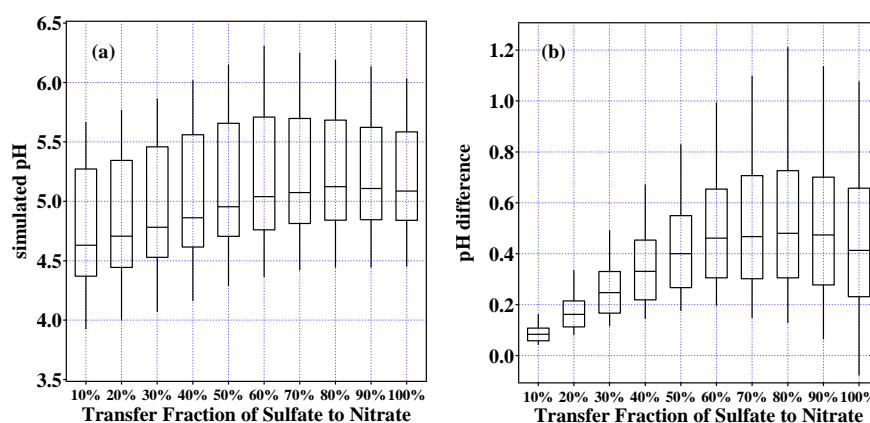 (a)
simulated pH
6.5
6.0
5.5
5.0
4.5
4.0
3.5
10% 20% 30% 40% 50% 60% 70% 80% 90% 100%
Transfer Fraction of Sulfate to Nitrate
(b)
pH difference
1.2
1.0
0.8
0.6
0.4
0.2
0.0
10% 20% 30% 40% 50% 60% 70% 80% 90% 100%
Transfer Fraction of Sulfate to Nitrate